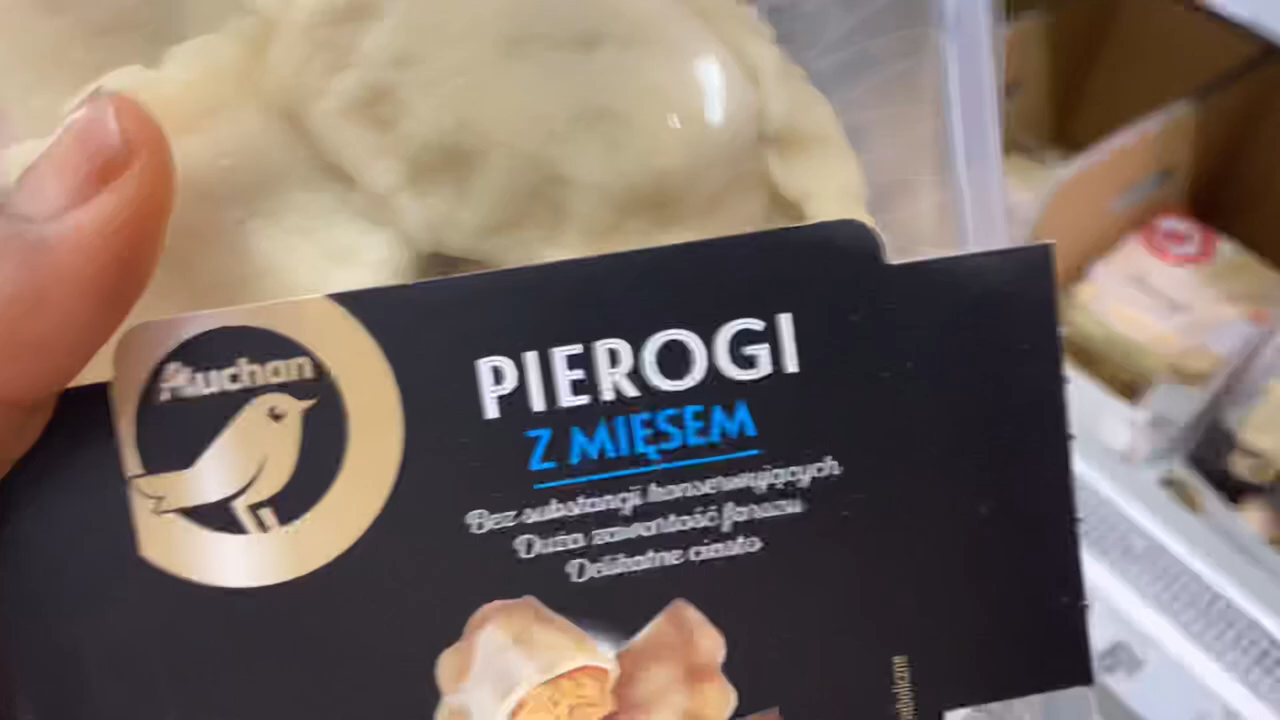 Auchan
PIEROGI
Z MIĘSEM
Bez substancji konserwujących
Duża zawartość farszu
Delikatne ciasto